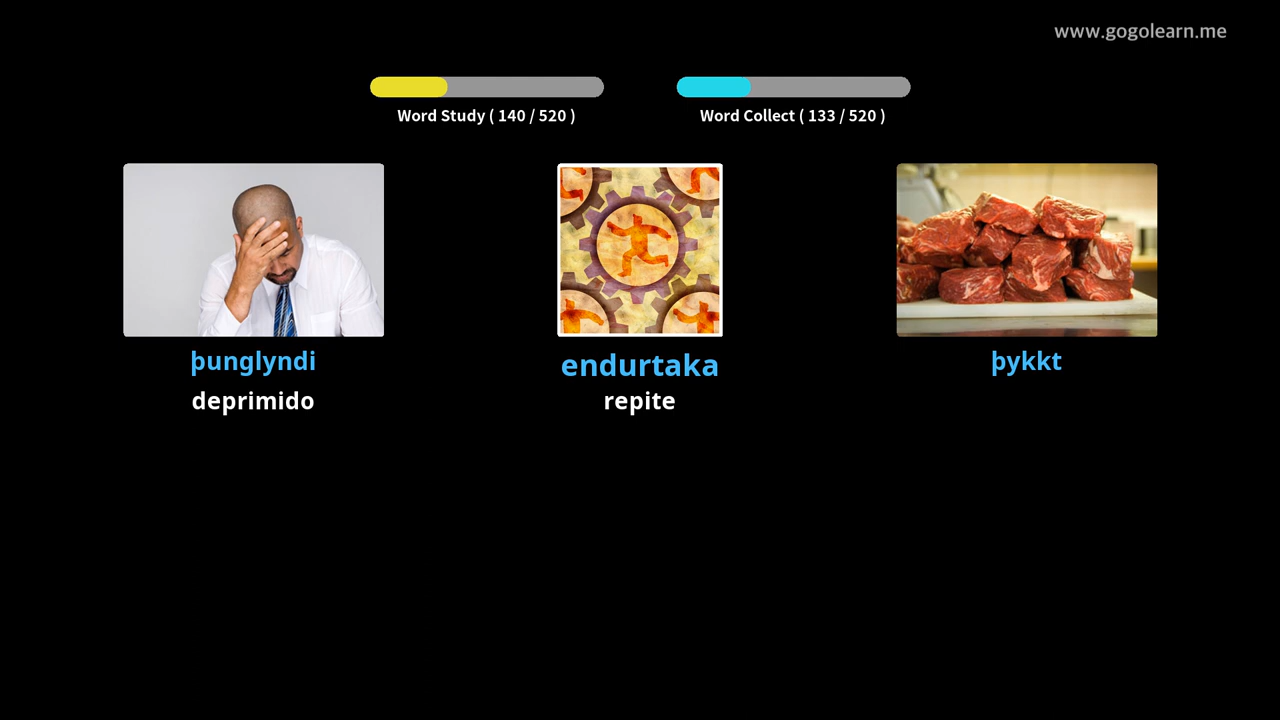 www.gogolearn.me
Word Study ( 140 / 520 )
Word Collect ( 133 / 520 )
þunglyndi
endurtaka
þykkt
deprimido
repite